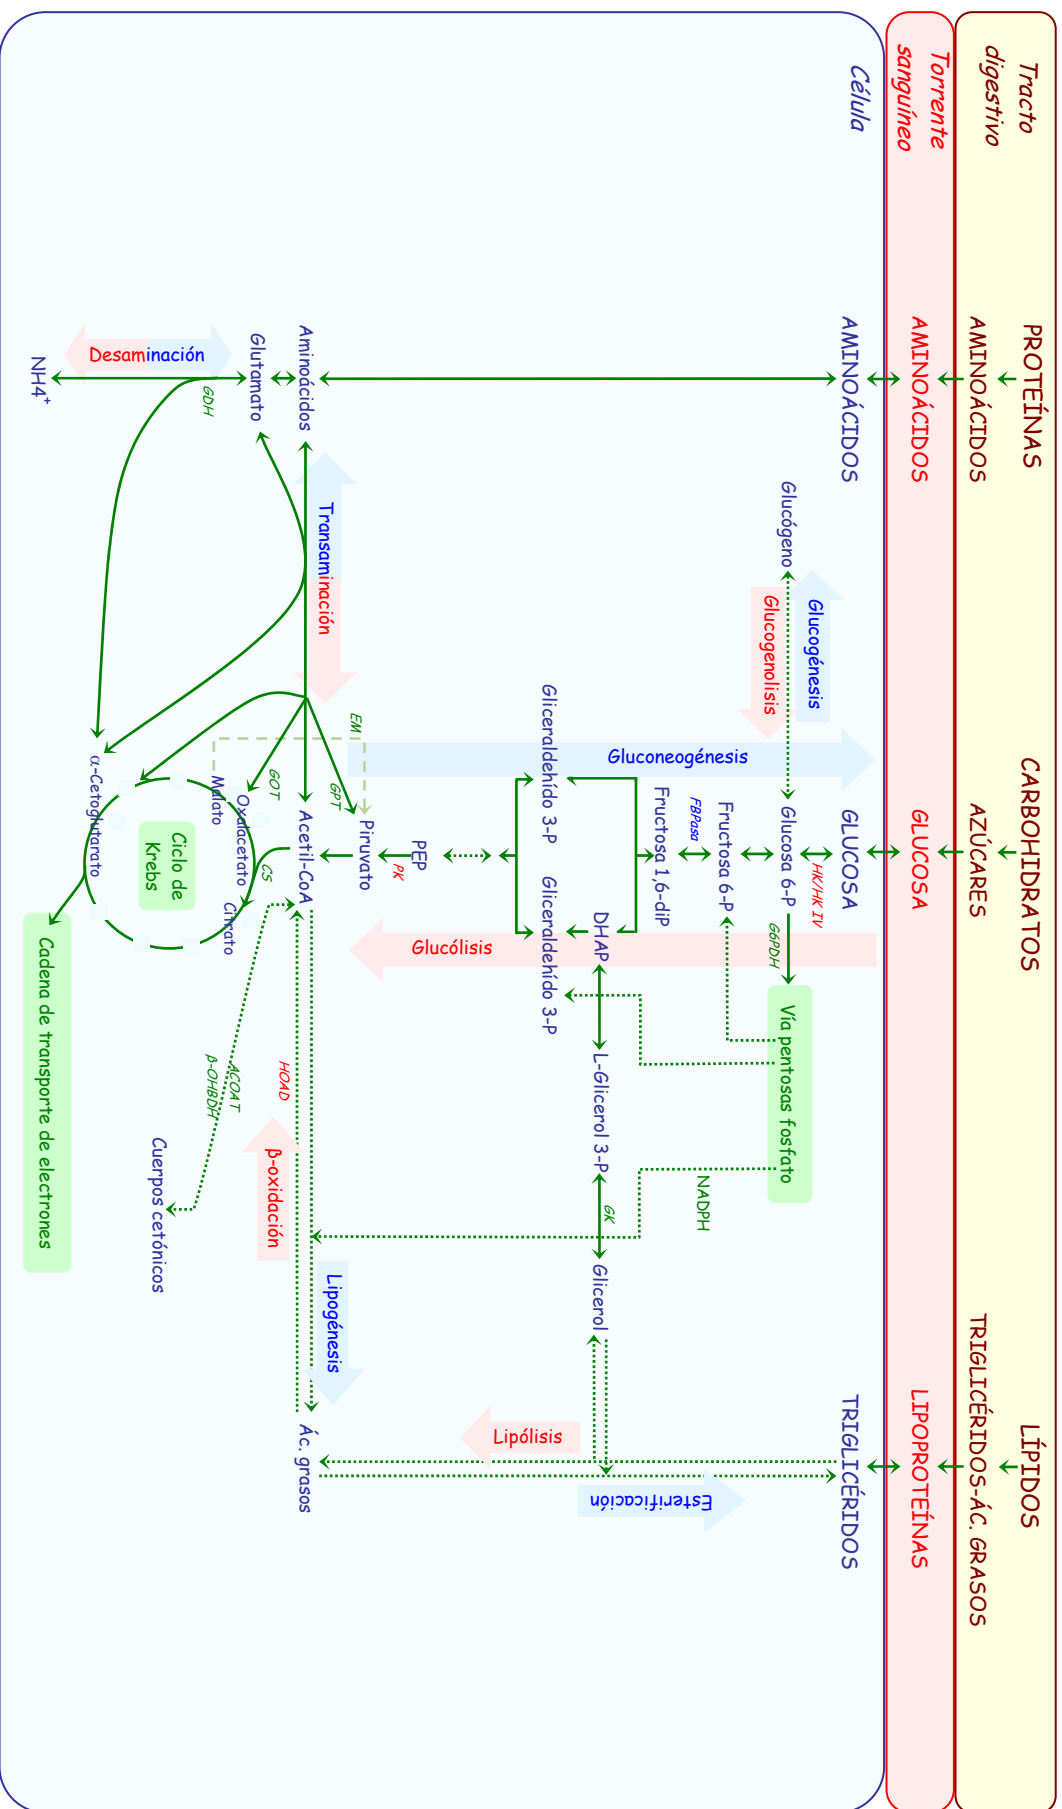 Tracto
digestivo
PROTEÍNAS
CARBOHIDRATOS
LÍPIDOS
AMINOÁCIDOS
AZÚCARES
TRIGLICÉRIDOS-ÁC. GRASOS
Torrente
sanguíneo
AMINOÁCIDOS
GLUCOSA
LIPOPROTEÍNAS
Célula
AMINOÁCIDOS
GLUCOSA
TRIGLICÉRIDOS
HK/HK IV
Glucogénesis
Glucógeno
Glucosa 6-P
G6PDH
Vía pentosas fosfato
Glucogenolisis
Fructosa 6-P
NADPH
FBPasa
Gluconeogénesis
Fructosa 1,6-diP
DHAP
L-Glicerol 3-P
GK
Glicerol
Esterificación
Gliceraldehído 3-P
Gliceraldehído 3-P
Lipólisis
Glucólisis
PEP
PK
Piruvato
EM
GPT
Transaminación
Lipogénesis
Aminoácidos
Acetil-CoA
Ác. grasos
HOAD
β-oxidación
GOT
CS
Glutamato
Oxalacetato
Malato
Citrato
ACOAT
β-OHBDH
Cuerpos cetónicos
GDH
Desaminación
Ciclo de
Krebs
α-Cetoglutarato
Cadena de transporte de electrones
NH4+